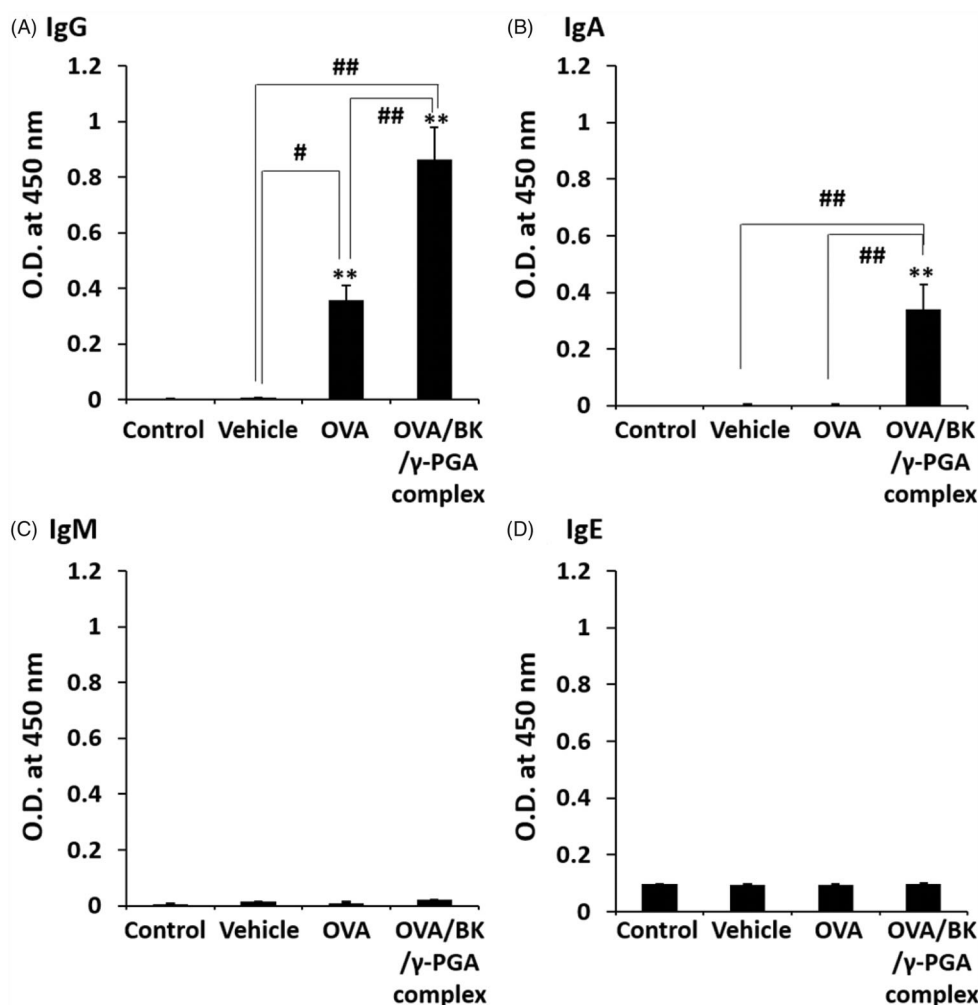 (A) IgG
O.D. at 450 nm
1.2
1
0.8
0.6
0.4
0.2
0
##
##
**
#
**
Control Vehicle OVA OVA/BK
/γ-PGA
complex
(B) IgA
O.D. at 450 nm
1.2
1
0.8
0.6
0.4
0.2
0
##
##
**
Control Vehicle OVA OVA/BK
/γ-PGA
complex
(C) IgM
O.D. at 450 nm
1.2
1
0.8
0.6
0.4
0.2
0
Control Vehicle OVA OVA/BK
/γ-PGA
complex
(D) IgE
O.D. at 450 nm
1.2
1
0.8
0.6
0.4
0.2
0
Control Vehicle OVA OVA/BK
/γ-PGA
complex